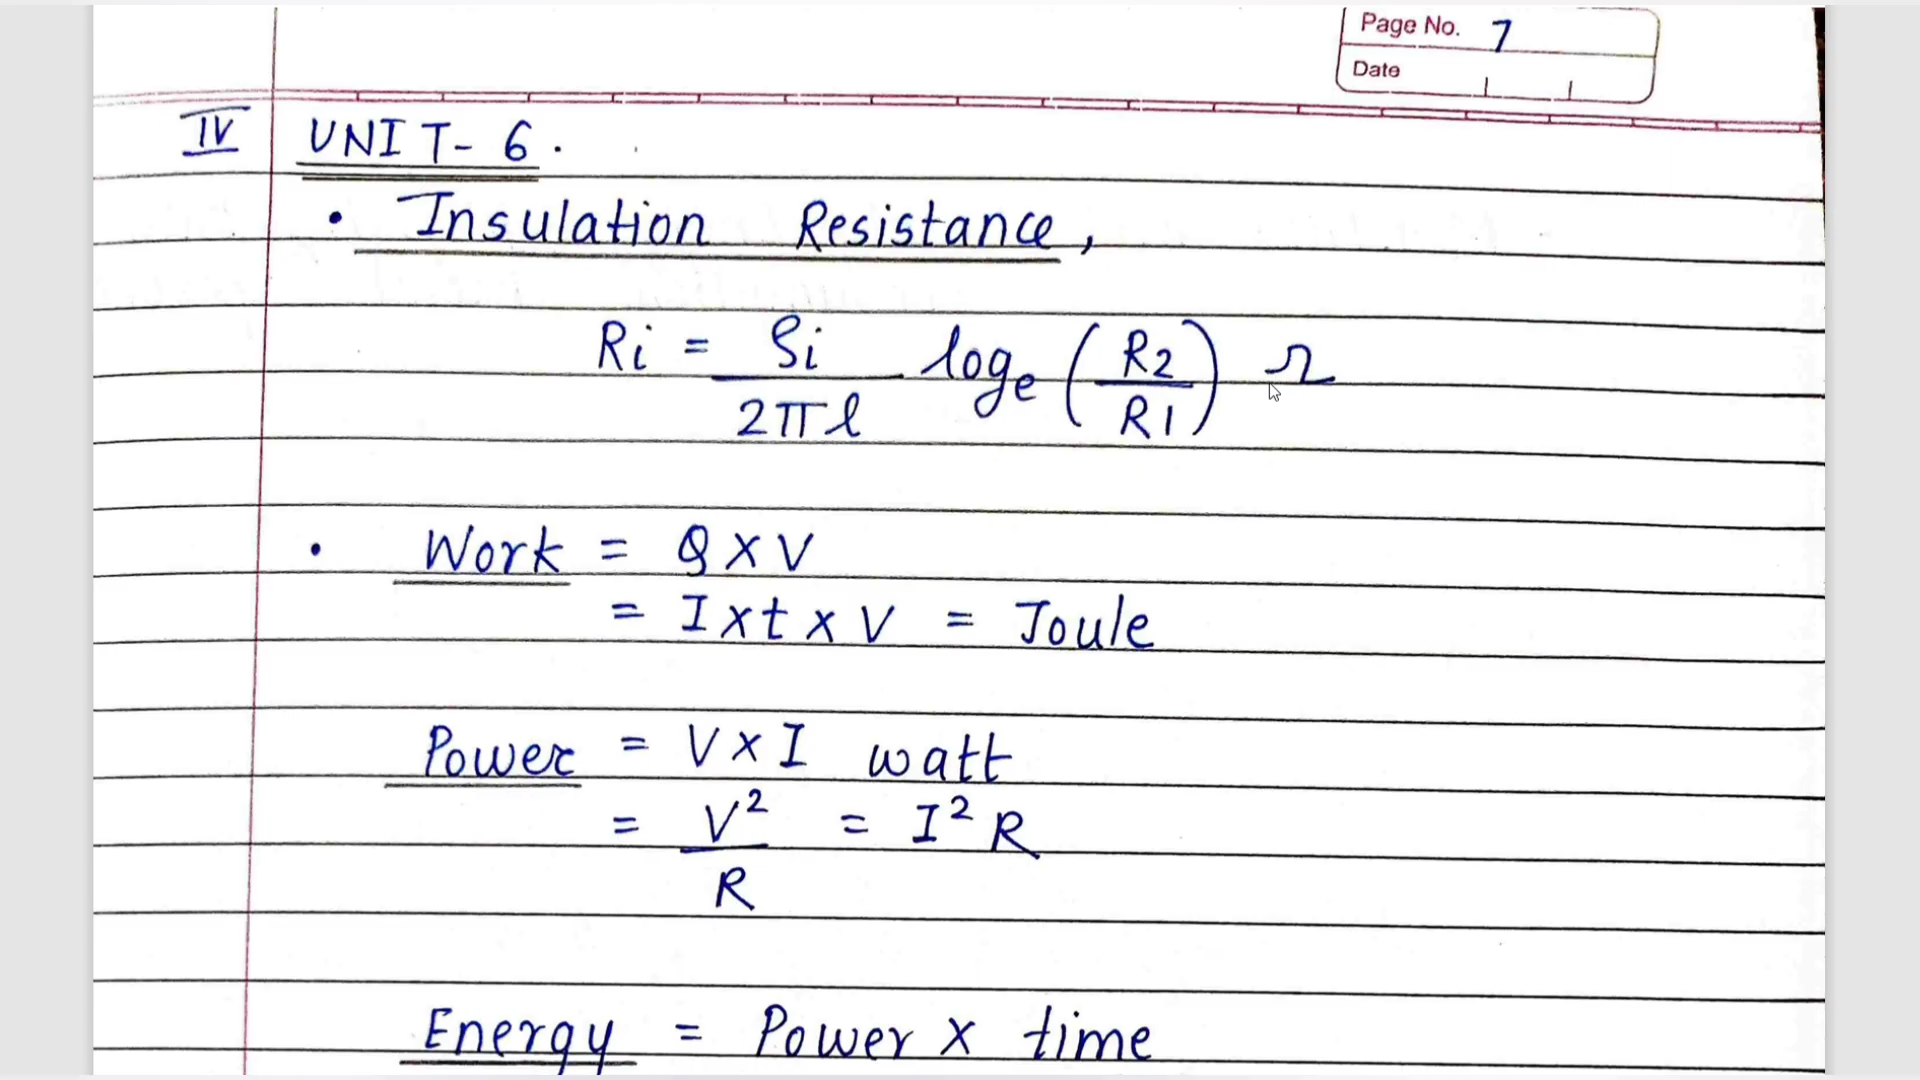 Page No. 7
Date
IV UNIT- 6.
• Insulation Resistance,
Ri = ρi / 2πl logₑ (R2 / R1) Ω
• Work = Q x V
= I x t x V = Joule
Power = V x I watt
= V² / R = I² R
Energy = Power x time